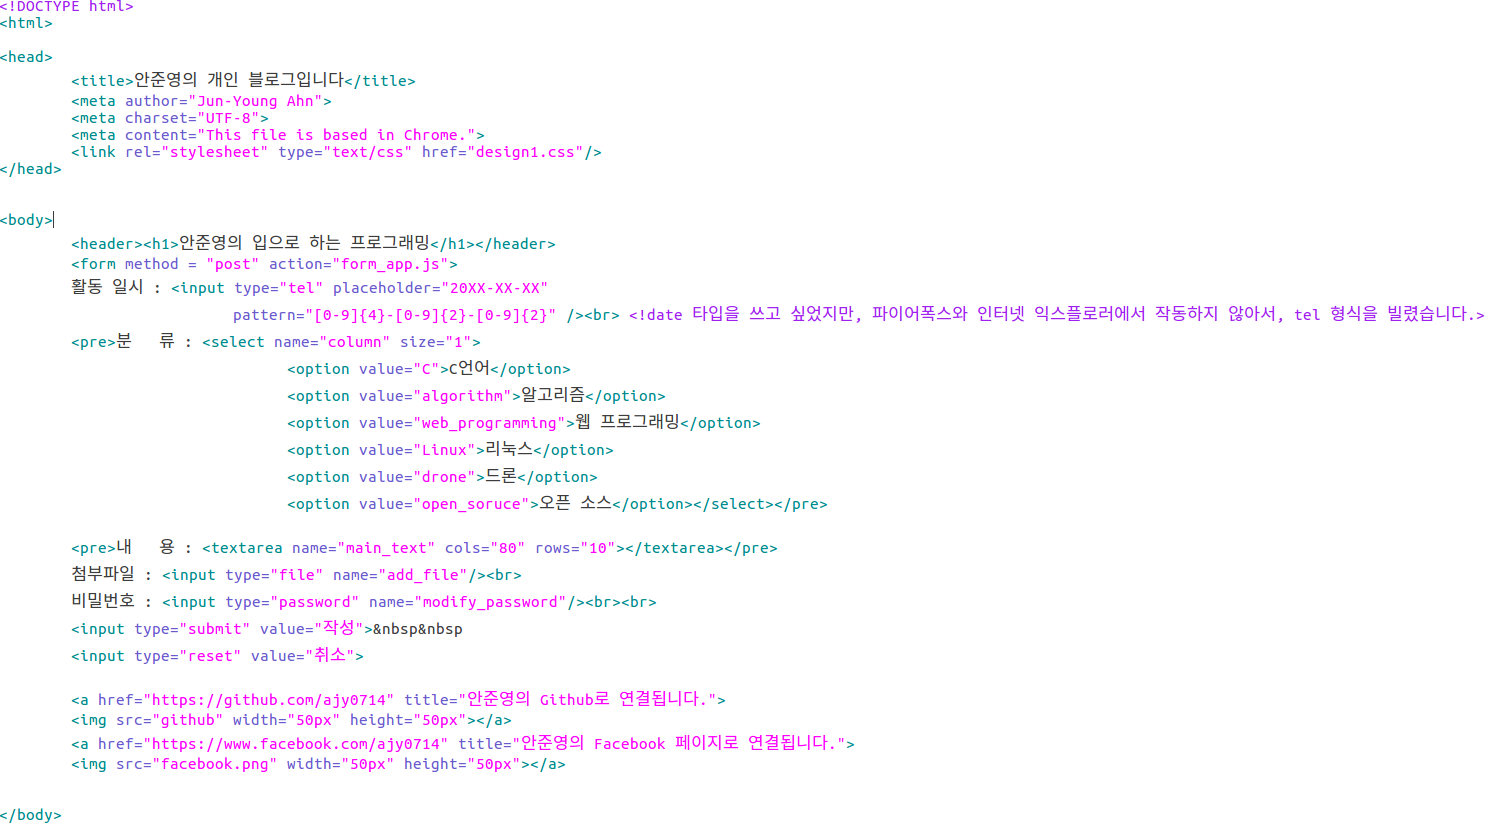 <!DOCTYPE html>
<html>
<head>
<title>안준영의 개인 블로그입니다</title>
<meta author="Jun-Young Ahn">
<meta charset="UTF-8">
<meta content="This file is based in Chrome.">
<link rel="stylesheet" type="text/css" href="design1.css"/>
</head>
<body>
<header><h1>안준영의 입으로 하는 프로그래밍</h1></header>
<form method = "post" action="form_app.js">
활동 일시 : <input type="tel" placeholder="20XX-XX-XX"
pattern="[0-9]{4}-[0-9]{2}-[0-9]{2}" /><br> <!date 타입을 쓰고 싶었지만, 파이어폭스와 인터넷 익스플로러에서 작동하지 않아서, tel 형식을 빌렸습니다.>
<pre>분   류 : <select name="column" size="1">
<option value="C">C언어</option>
<option value="algorithm">알고리즘</option>
<option value="web_programming">웹 프로그래밍</option>
<option value="Linux">리눅스</option>
<option value="drone">드론</option>
<option value="open_soruce">오픈 소스</option></select></pre>
<pre>내   용 : <textarea name="main_text" cols="80" rows="10"></textarea></pre>
첨부파일 : <input type="file" name="add_file"/><br>
비밀번호 : <input type="password" name="modify_password"/><br><br>
<input type="submit" value="작성">&nbsp&nbsp
<input type="reset" value="취소">
<a href="https://github.com/ajy0714" title="안준영의 Github로 연결됩니다.">
<img src="github" width="50px" height="50px"></a>
<a href="https://www.facebook.com/ajy0714" title="안준영의 Facebook 페이지로 연결됩니다.">
<img src="facebook.png" width="50px" height="50px"></a>
</body>